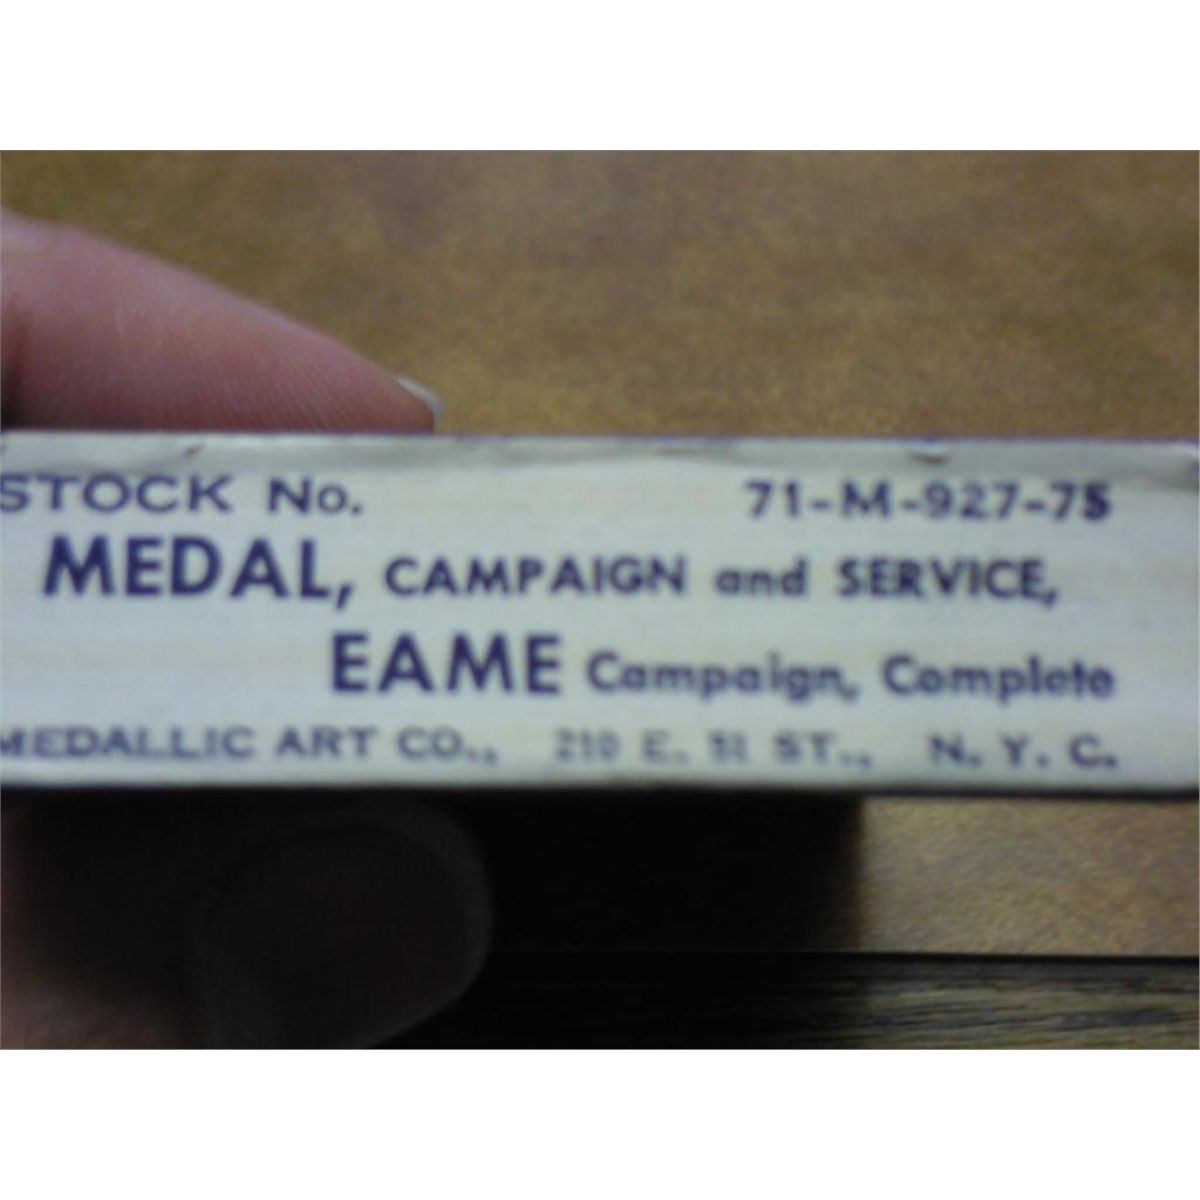 STOCK No. 71-M-927-75
MEDAL, CAMPAIGN and SERVICE,
EAME Campaign, Complete
MEDALLIC ART CO., 210 E. 51 ST., N. Y. C.